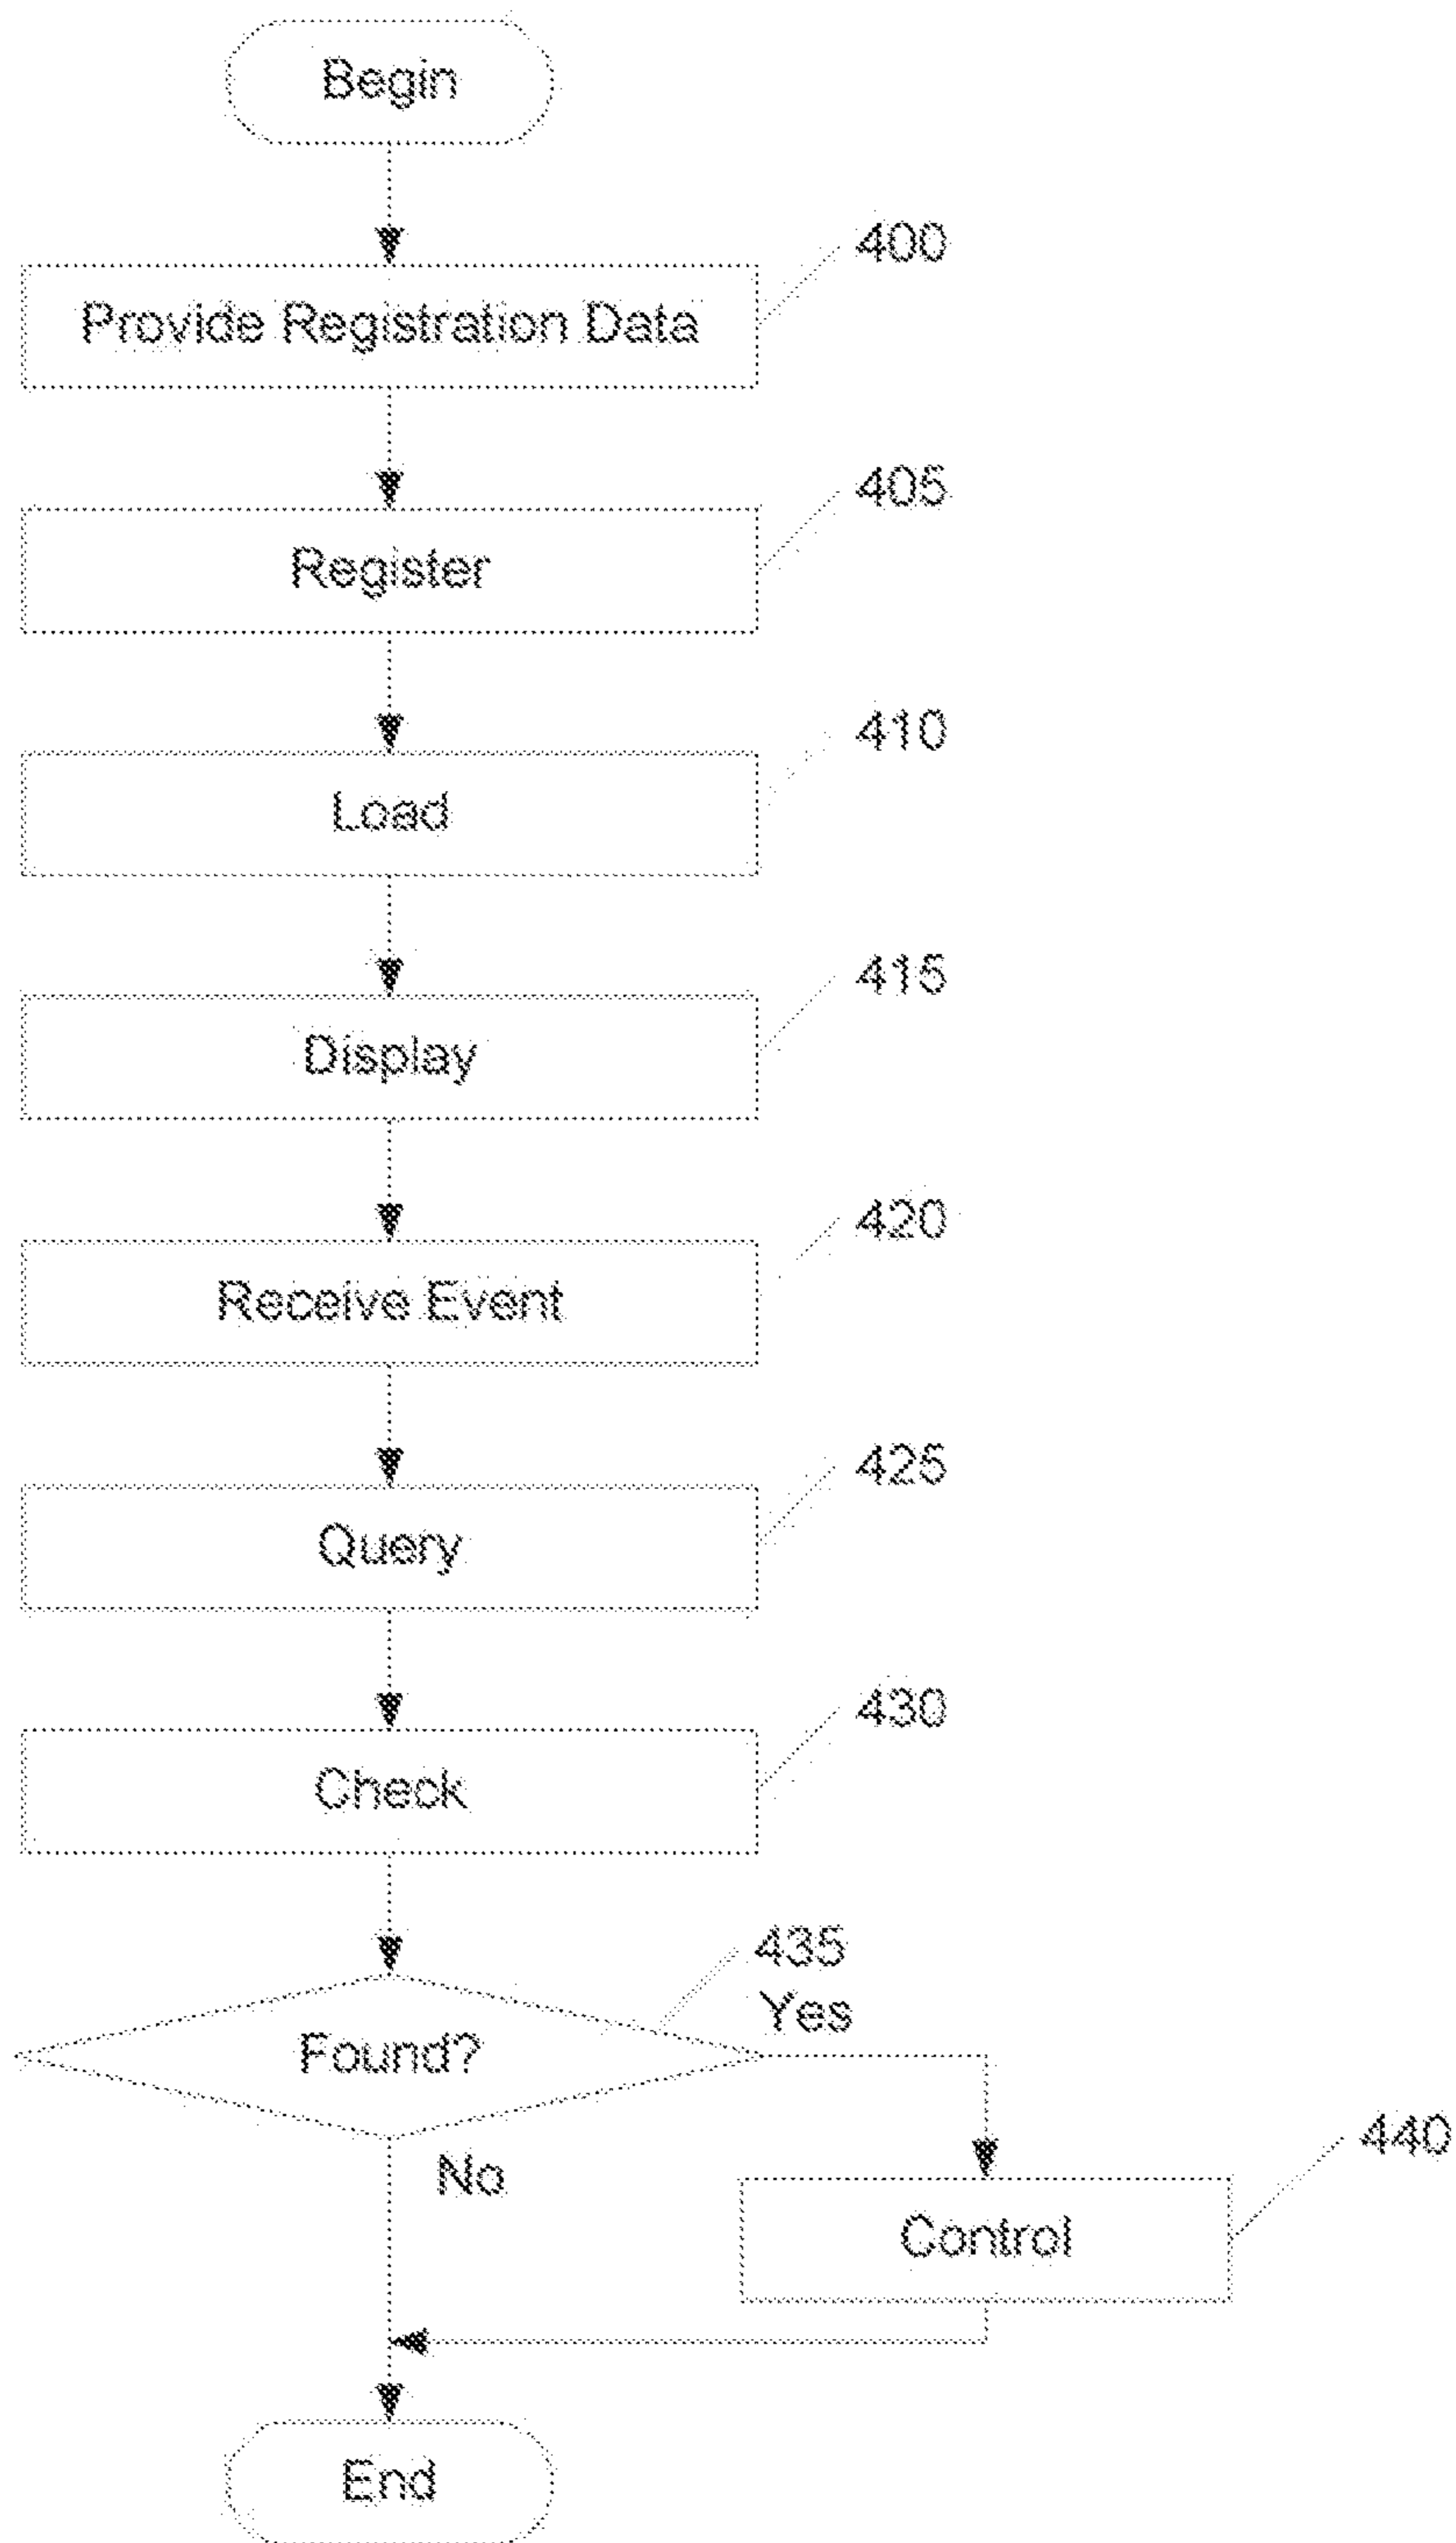 Begin
400
Provide Registration Data
405
Register
410
Load
415
Display
420
Receive Event
425
Query
430
Check
435
Yes
Found?
No
440
Control
End